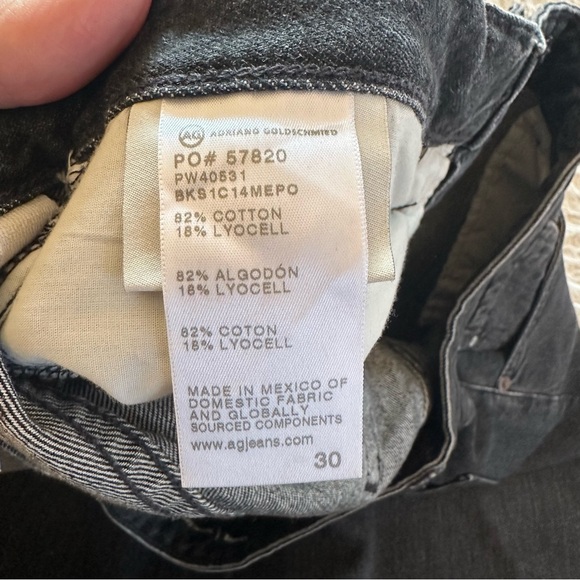 AG ADRIANO GOLDSCHMIED
PO# 57820
PW40531
BKS1C14MEPO
82% COTTON
18% LYOCELL
82% ALGODÓN
18% LYOCELL
82% COTON
18% LYOCELL
MADE IN MEXICO OF
DOMESTIC FABRIC
AND GLOBALLY
SOURCED COMPONENTS
www.agjeans.com
30